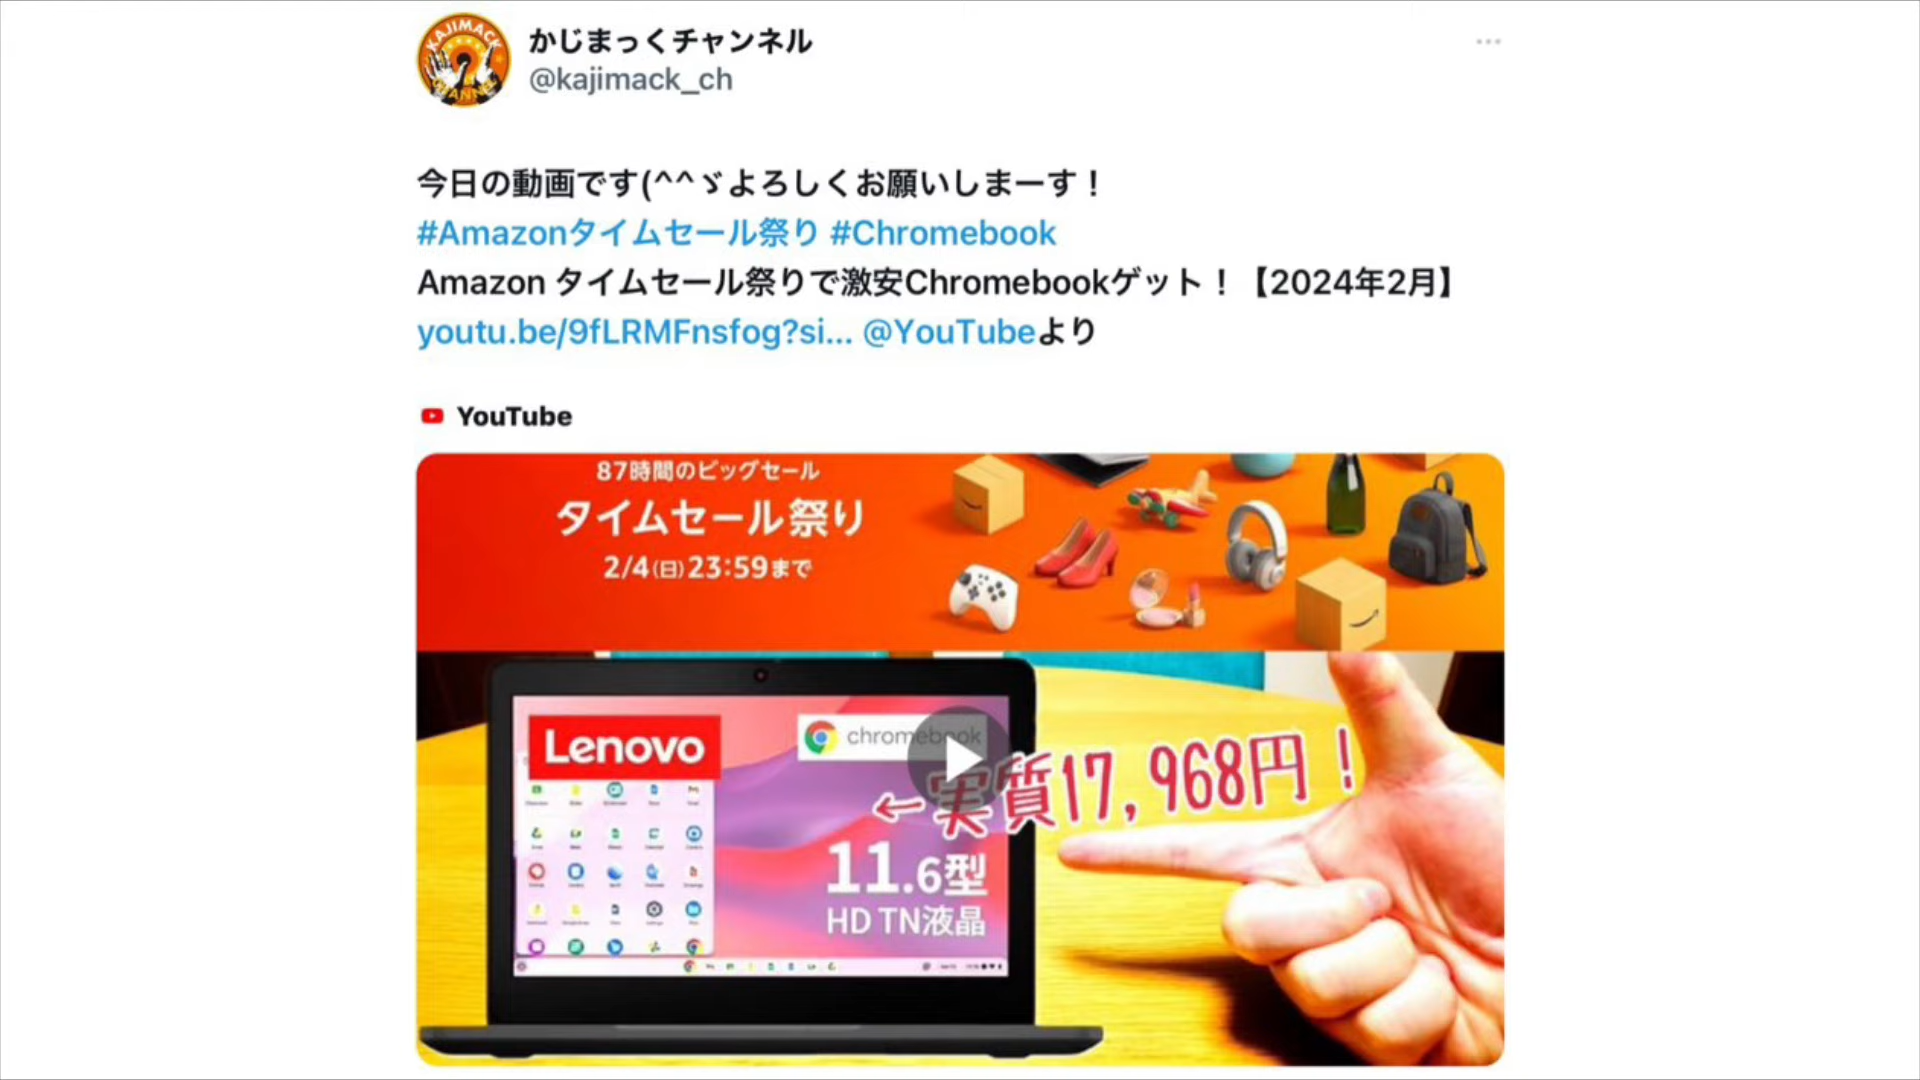 KAJIMACK
CHANNEL
かじまっくチャンネル
@kajimack_ch
今日の動画です(^^ゞよろしくお願いしまーす！
#Amazonタイムセール祭り #Chromebook
Amazon タイムセール祭りで激安Chromebookゲット！【2024年2月】
youtu.be/9fLRMFnsfog?si... @YouTubeより
YouTube
87時間のビッグセール
タイムセール祭り
2/4(日)23:59まで
Lenovo
chromebook
←実質17,968円！
11.6型
HD TN液晶